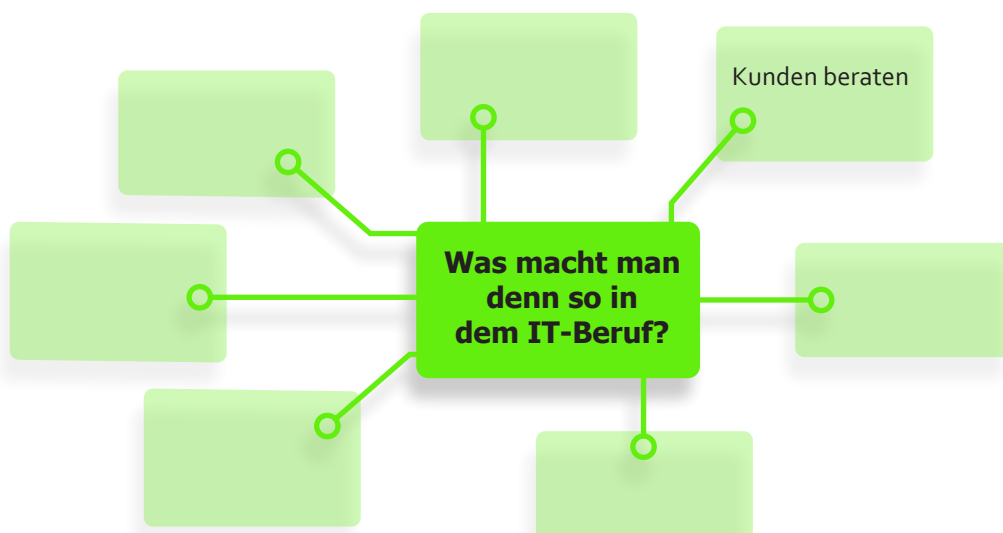 Kunden beraten
Was macht man
denn so in
dem IT-Beruf?